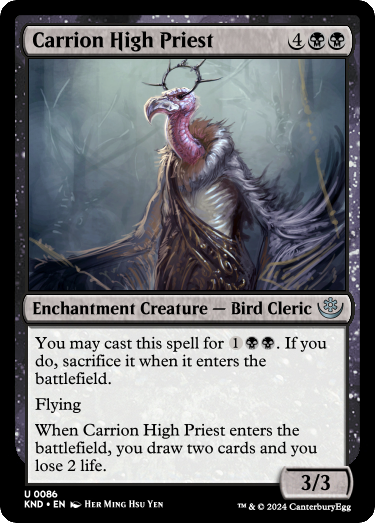 Carrion High Priest 4
Enchantment Creature — Bird Cleric
You may cast this spell for 1. If you
do, sacrifice it when it enters the
battlefield.
Flying
When Carrion High Priest enters the
battlefield, you draw two cards and you
lose 2 life.
3/3
U 0086
KND • EN Her Ming Hsu Yen
™ & © 2024 CanterburyEgg